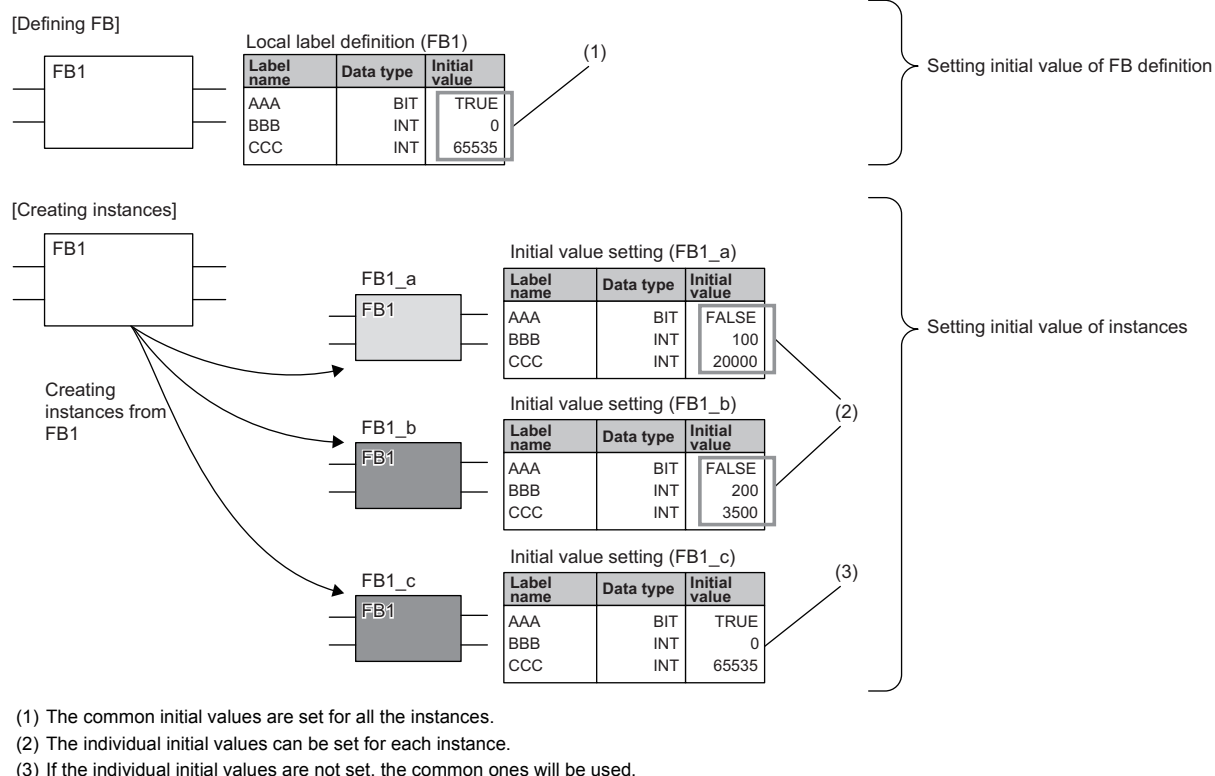 [Defining FB]
FB1
Local label definition (FB1)
Label name Data type Initial value
AAA BIT TRUE
BBB INT 0
CCC INT 65535
(1)
Setting initial value of FB definition
[Creating instances]
FB1
Creating
instances from
FB1
FB1_a
FB1
Initial value setting (FB1_a)
Label name Data type Initial value
AAA BIT FALSE
BBB INT 100
CCC INT 20000
Setting initial value of instances
(2)
FB1_b
FB1
Initial value setting (FB1_b)
Label name Data type Initial value
AAA BIT FALSE
BBB INT 200
CCC INT 3500
FB1_c
FB1
Initial value setting (FB1_c)
Label name Data type Initial value
AAA BIT TRUE
BBB INT 0
CCC INT 65535
(3)
(1) The common initial values are set for all the instances.
(2) The individual initial values can be set for each instance.
(3) If the individual initial values are not set, the common ones will be used.